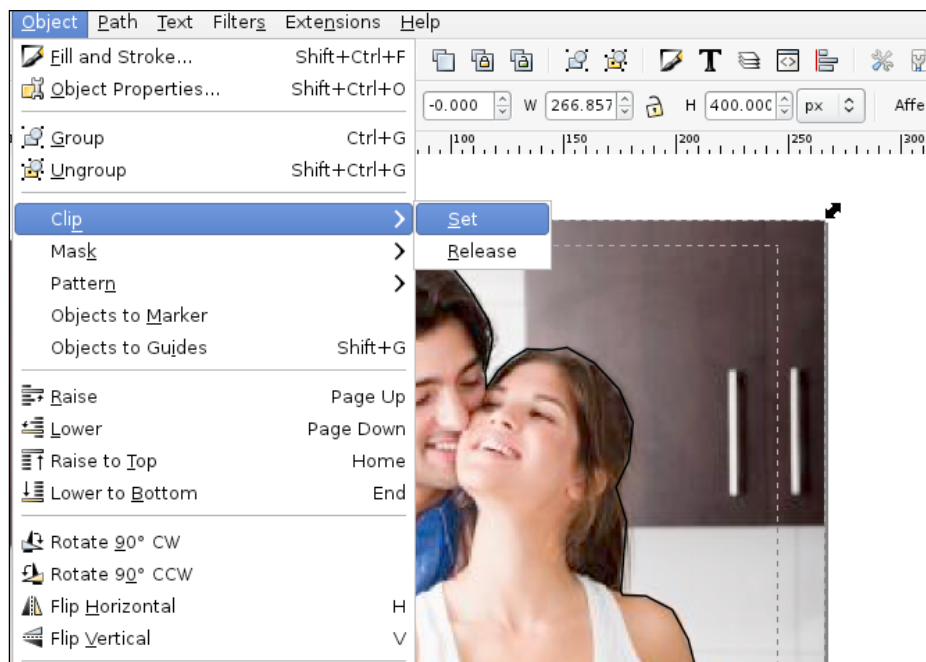 Object Path Text Filters Extensions Help
Fill and Stroke... Shift+Ctrl+F
Object Properties... Shift+Ctrl+O
-0.000 W 266.857 H 400.000 px Affe
Group Ctrl+G
100 150 200 250 300
Ungroup Shift+Ctrl+G
Clip Set
Mask Release
Pattern
Objects to Marker
Objects to Guides Shift+G
Raise Page Up
Lower Page Down
Raise to Top Home
Lower to Bottom End
Rotate 90° CW
Rotate 90° CCW
Flip Horizontal H
Flip Vertical V